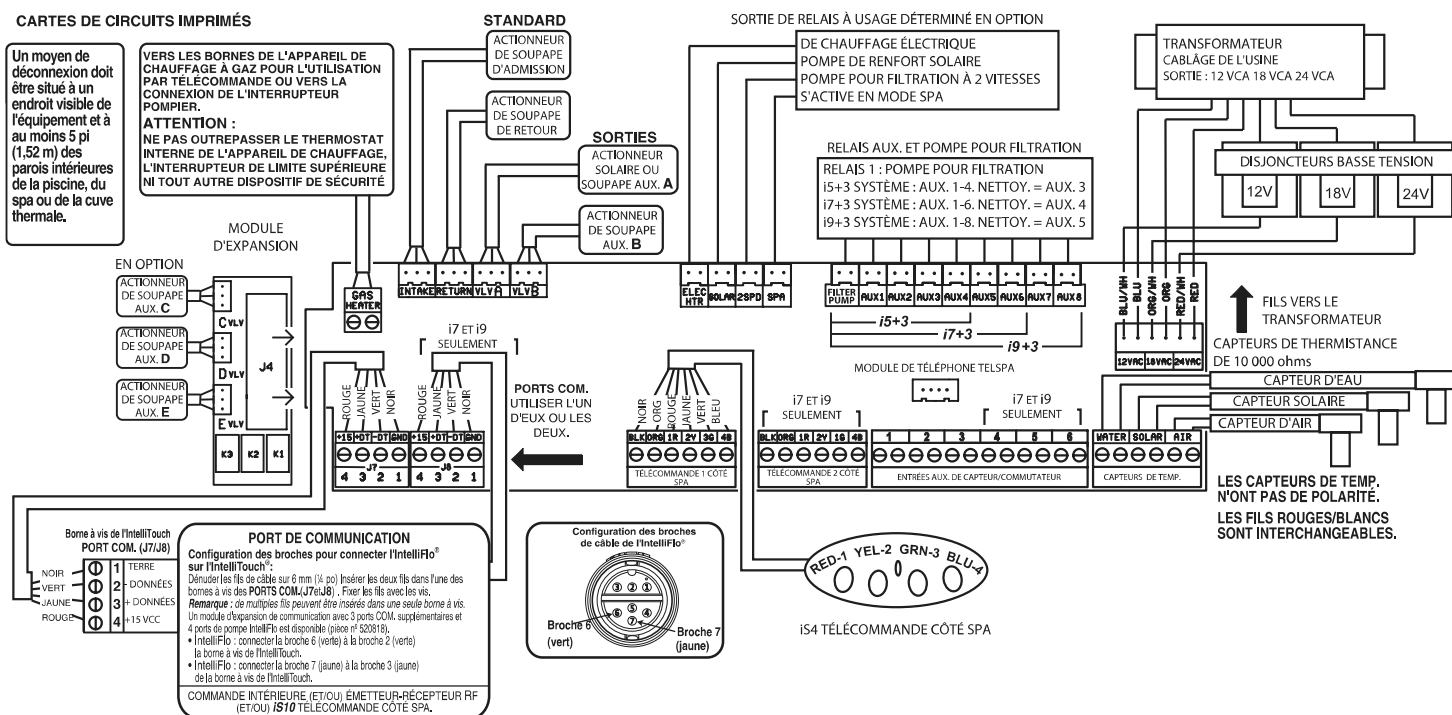 CARTES DE CIRCUITS IMPRIMÉS
Un moyen de
déconnexion doit
être situé à un
endroit visible de
l'équipement et à
au moins 5 pi
(1,52 m) des
parois intérieures
de la piscine, du
spa ou de la cuve
thermale.
VERS LES BORNES DE L'APPAREIL DE
CHAUFFAGE À GAZ POUR L'UTILISATION
PAR TÉLÉCOMMANDE OU VERS LA
CONNEXION DE L'INTERRUPTEUR
POMPIER.
ATTENTION :
NE PAS OUTREPASSER LE THERMOSTAT
INTERNE DE L'APPAREIL DE CHAUFFAGE,
L'INTERRUPTEUR DE LIMITE SUPÉRIEURE
NI TOUT AUTRE DISPOSITIF DE SÉCURITÉ
STANDARD
ACTIONNEUR
DE SOUPAPE
D'ADMISSION
ACTIONNEUR
DE SOUPAPE
DE RETOUR
SORTIES
ACTIONNEUR
SOLAIRE OU
SOUPAPE AUX. A
ACTIONNEUR
DE SOUPAPE
AUX. B
SORTIE DE RELAIS À USAGE DÉTERMINÉ EN OPTION
DE CHAUFFAGE ÉLECTRIQUE
POMPE DE RENFORT SOLAIRE
POMPE POUR FILTRATION À 2 VITESSES
S'ACTIVE EN MODE SPA
RELAIS AUX. ET POMPE POUR FILTRATION
RELAIS 1 : POMPE POUR FILTRATION
i5+3 SYSTÈME : AUX. 1-4. NETTOY. = AUX. 3
i7+3 SYSTÈME : AUX. 1-6. NETTOY. = AUX. 4
i9+3 SYSTÈME : AUX. 1-8. NETTOY. = AUX. 5
TRANSFORMATEUR
CABLÂGE DE L'USINE
SORTIE : 12 VCA 18 VCA 24 VCA
DISJONCTEURS BASSE TENSION
12V
18V
24V
MODULE
D'EXPANSION
EN OPTION
ACTIONNEUR
DE SOUPAPE
AUX. C
ACTIONNEUR
DE SOUPAPE
AUX. D
ACTIONNEUR
DE SOUPAPE
AUX. E
C VLV
D VLV
E VLV
J4
K3
K2
K1
GAS
HEATER
INTAKE
RETURN
VLV A
VLV B
ELEC
HTR
SOLAR
2SPD
SPA
FILTER
PUMP
AUX1
AUX2
AUX3
AUX4
AUX5
AUX6
AUX7
AUX8
i5+3
i7+3
i9+3
BLU/WH
BLU
ORG/WH
ORG
RED/WH
RED
12VAC
18VAC
24VAC
FILS VERS LE
TRANSFORMATEUR
CAPTEURS DE THERMISTANCE
DE 10 000 ohms
CAPTEUR D'EAU
CAPTEUR SOLAIRE
CAPTEUR D'AIR
LES CAPTEURS DE TEMP.
N'ONT PAS DE POLARITÉ.
LES FILS ROUGES/BLANCS
SONT INTERCHANGEABLES.
i7 ET i9
SEULEMENT
ROUGE
JAUNE
VERT
NOIR
ROUGE
JAUNE
VERT
NOIR
+15 +DT -DT GND
J7
4 3 2 1
+15 +DT -DT GND
J8
4 3 2 1
PORTS COM.
UTILISER L'UN
D'EUX OU LES
DEUX.
NOIR
ORG
ROUGE
JAUNE
VERT
BLEU
BLK ORG 1R 2Y 3G 4B
TÉLÉCOMMANDE 1 CÔTÉ
SPA
i7 ET i9
SEULEMENT
BLK ORG 1R 2Y 1G 4B
TÉLÉCOMMANDE 2 CÔTÉ
SPA
MODULE DE TÉLÉPHONE TELSPA
i7 ET i9
SEULEMENT
1 2 3 4 5 6
ENTRÉES AUX. DE CAPTEUR/COMMUTATEUR
WATER SOLAR AIR
CAPTEURS DE TEMP.
Borne à vis de l'IntelliTouch
PORT COM. (J7/J8)
NOIR
VERT
JAUNE
ROUGE
1 TERRE
2 - DONNÉES
3 + DONNÉES
4 +15 VCC
PORT DE COMMUNICATION
Configuration des broches pour connecter l'IntelliFlo®
sur l'IntelliTouch®:
Dénuder les fils de câble sur 6 mm (¼ po) Insérer les deux fils dans l'une des
bornes à vis des PORTS COM.(J7etJ8) . Fixer les fils avec les vis.
Remarque : de multiples fils peuvent être insérés dans une seule borne à vis.
Un module d'expansion de communication avec 3 ports COM. supplémentaires et
4 ports de pompe IntelliFlo est disponible (pièce n° 520818).
• IntelliFlo : connecter la broche 6 (verte) à la broche 2 (verte)
la borne à vis de l'IntelliTouch.
• IntelliFlo : connecter la broche 7 (jaune) à la broche 3 (jaune)
de la borne à vis de l'IntelliTouch.
COMMANDE INTÉRIEURE (ET/OU) ÉMETTEUR-RÉCEPTEUR RF
(ET/OU) iS10 TÉLÉCOMMANDE CÔTÉ SPA.
Configuration des broches
de câble de l'IntelliFlo®
3 2 1
5
6 4
7
Broche 6
(vert)
Broche 7
(jaune)
RED-1 YEL-2 GRN-3 BLU-4
iS4 TÉLÉCOMMANDE CÔTÉ SPA